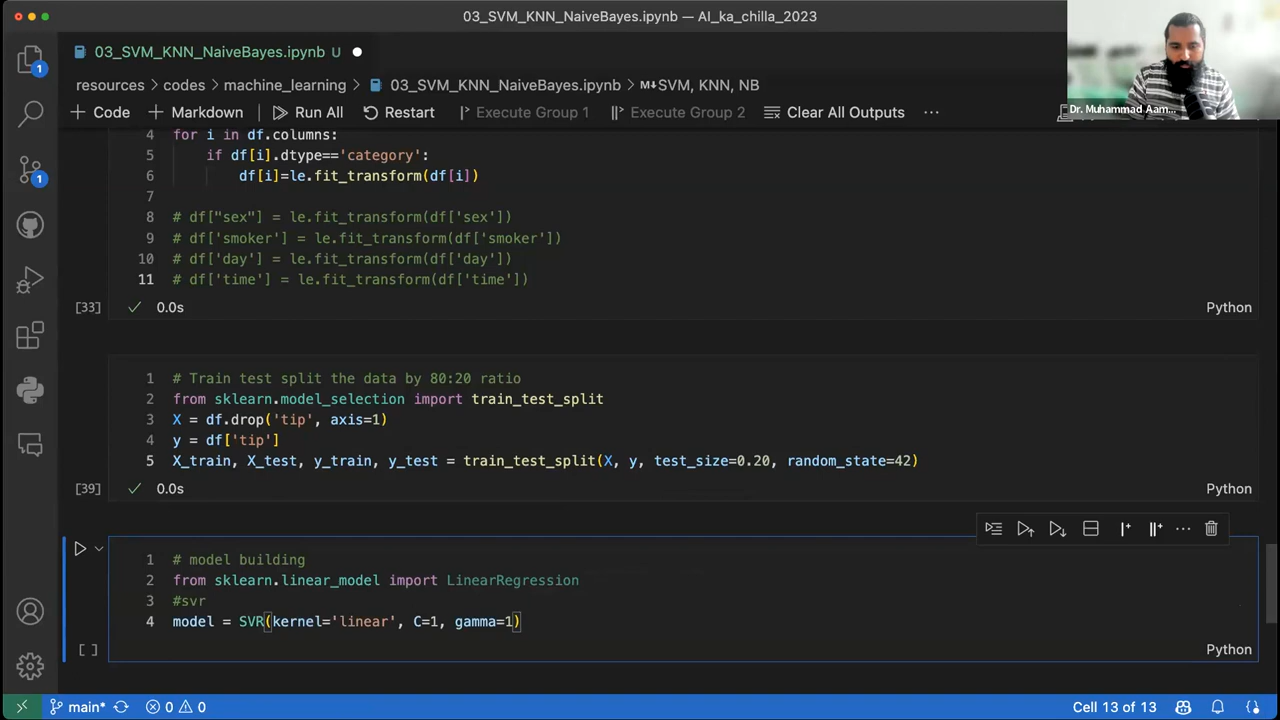 03_SVM_KNN_NaiveBayes.ipynb — AI_ka_chilla_2023
03_SVM_KNN_NaiveBayes.ipynb U
resources > codes > machine_learning > 03_SVM_KNN_NaiveBayes.ipynb > M↓SVM, KNN, NB
+ Code + Markdown Run All Restart Execute Group 1 Execute Group 2 Clear All Outputs ...
Dr. Muhammad Aam...
4 for i in df.columns:
5 if df[i].dtype=='category':
6 df[i]=le.fit_transform(df[i])
7
8 # df["sex"] = le.fit_transform(df['sex'])
9 # df['smoker'] = le.fit_transform(df['smoker'])
10 # df['day'] = le.fit_transform(df['day'])
11 # df['time'] = le.fit_transform(df['time'])
[33] ✓ 0.0s Python
1 # Train test split the data by 80:20 ratio
2 from sklearn.model_selection import train_test_split
3 X = df.drop('tip', axis=1)
4 y = df['tip']
5 X_train, X_test, y_train, y_test = train_test_split(X, y, test_size=0.20, random_state=42)
[39] ✓ 0.0s Python
1 # model building
2 from sklearn.linear_model import LinearRegression
3 #svr
4 model = SVR(kernel='linear', C=1, gamma=1)
[ ] Python
1
1
main* 0 0 Cell 13 of 13